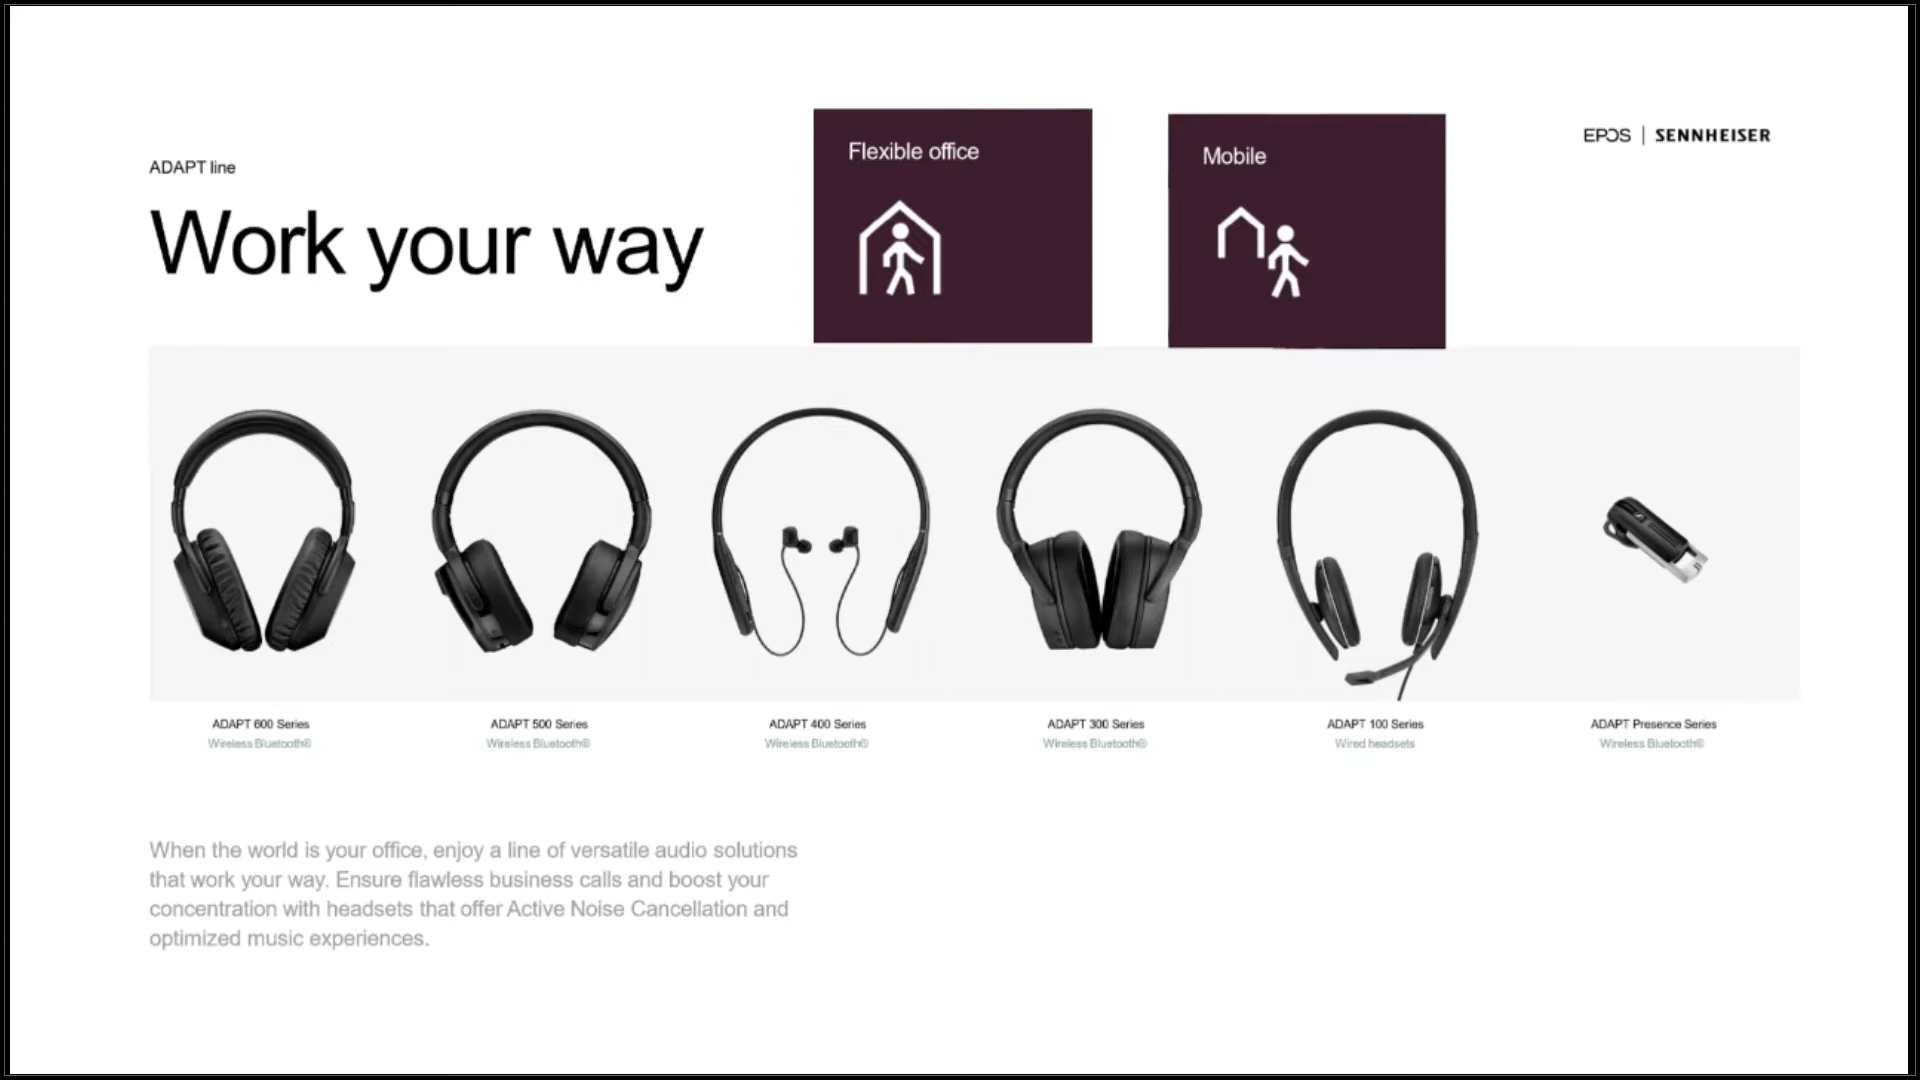 ADAPT line
Work your way
Flexible office
Mobile
EPOS | SENNHEISER
ADAPT 600 Series
Wireless Bluetooth®
ADAPT 500 Series
Wireless Bluetooth®
ADAPT 400 Series
Wireless Bluetooth®
ADAPT 300 Series
Wireless Bluetooth®
ADAPT 100 Series
Wired headsets
ADAPT Presence Series
Wireless Bluetooth®
When the world is your office, enjoy a line of versatile audio solutions
that work your way. Ensure flawless business calls and boost your
concentration with headsets that offer Active Noise Cancellation and
optimized music experiences.